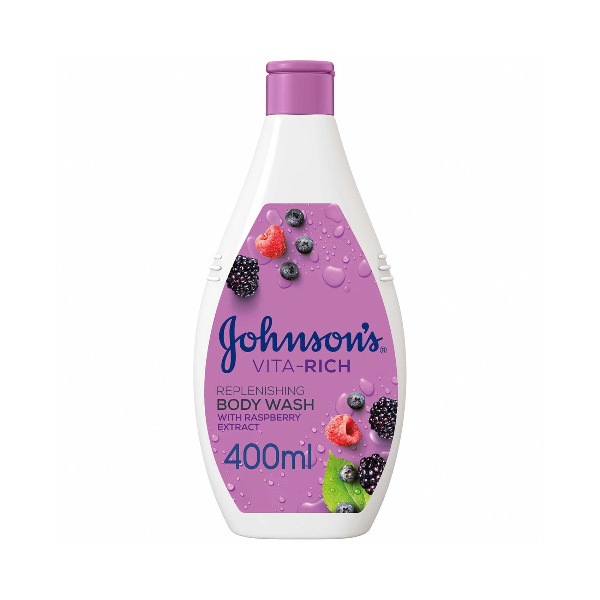 Johnson's®
VITA-RICH
REPLENISHING
BODY WASH
WITH RASPBERRY
EXTRACT
400ml